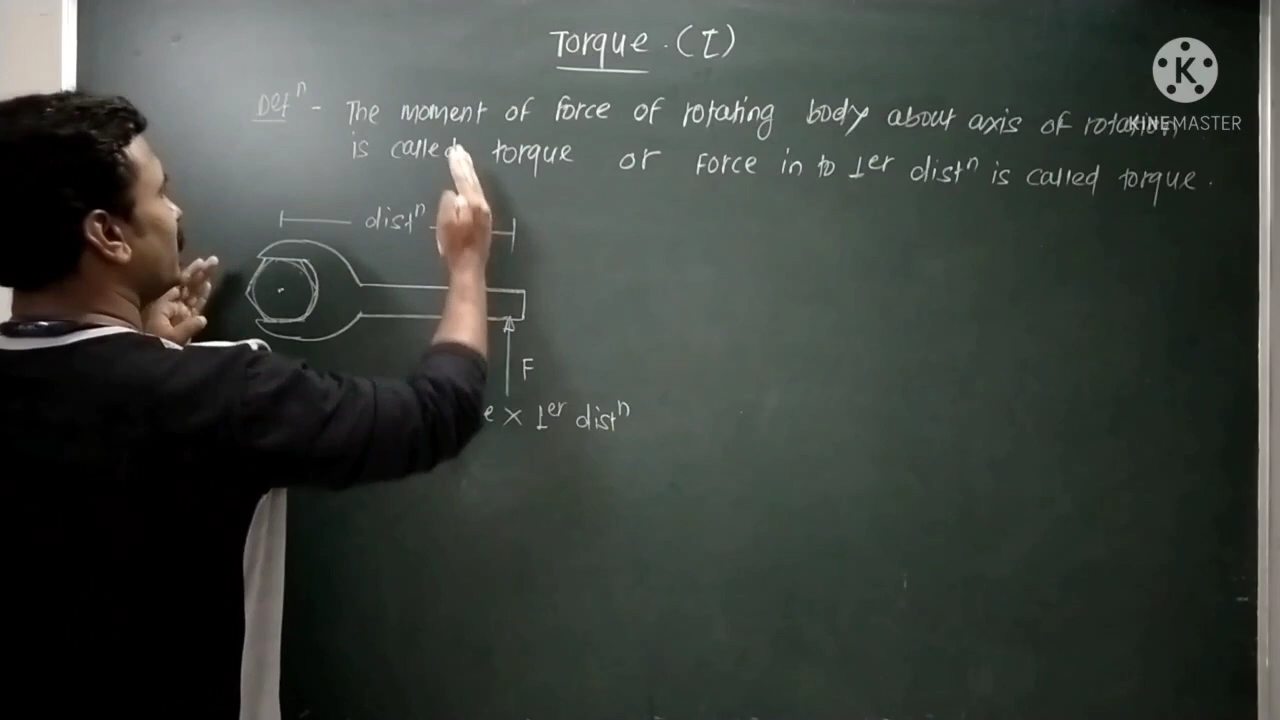 Torque. (τ)
Defⁿ - The moment of force of rotating body about axis of rotation
is called torque or Force in to ⊥er distⁿ is called torque.
distⁿ
F
× ⊥er distⁿ
K
KINEMASTER